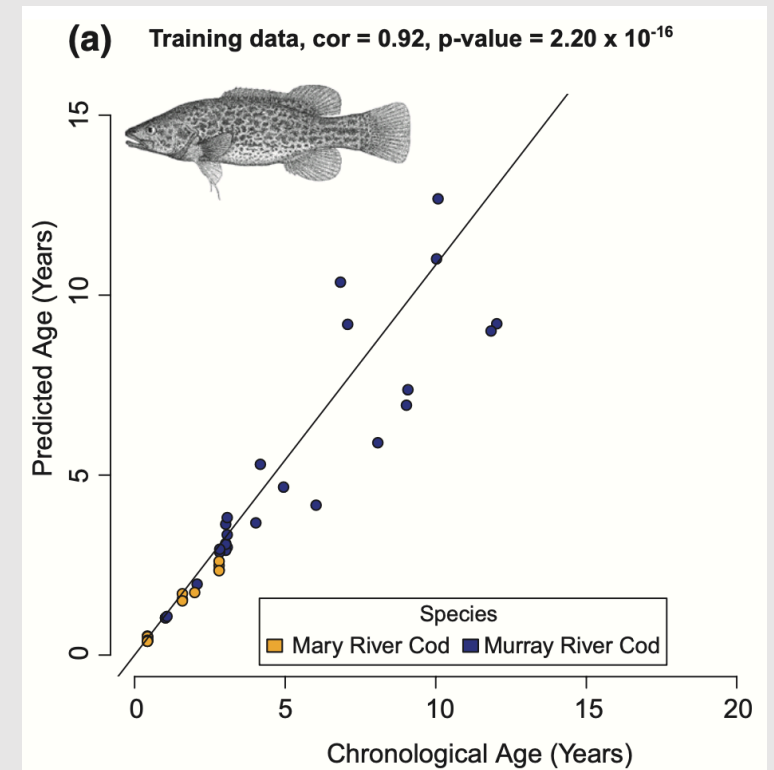 (a) Training data, cor = 0.92, p-value = 2.20 x 10⁻¹⁶
15
10
5
0
Predicted Age (Years)
Species
Mary River Cod Murray River Cod
0 5 10 15 20
Chronological Age (Years)